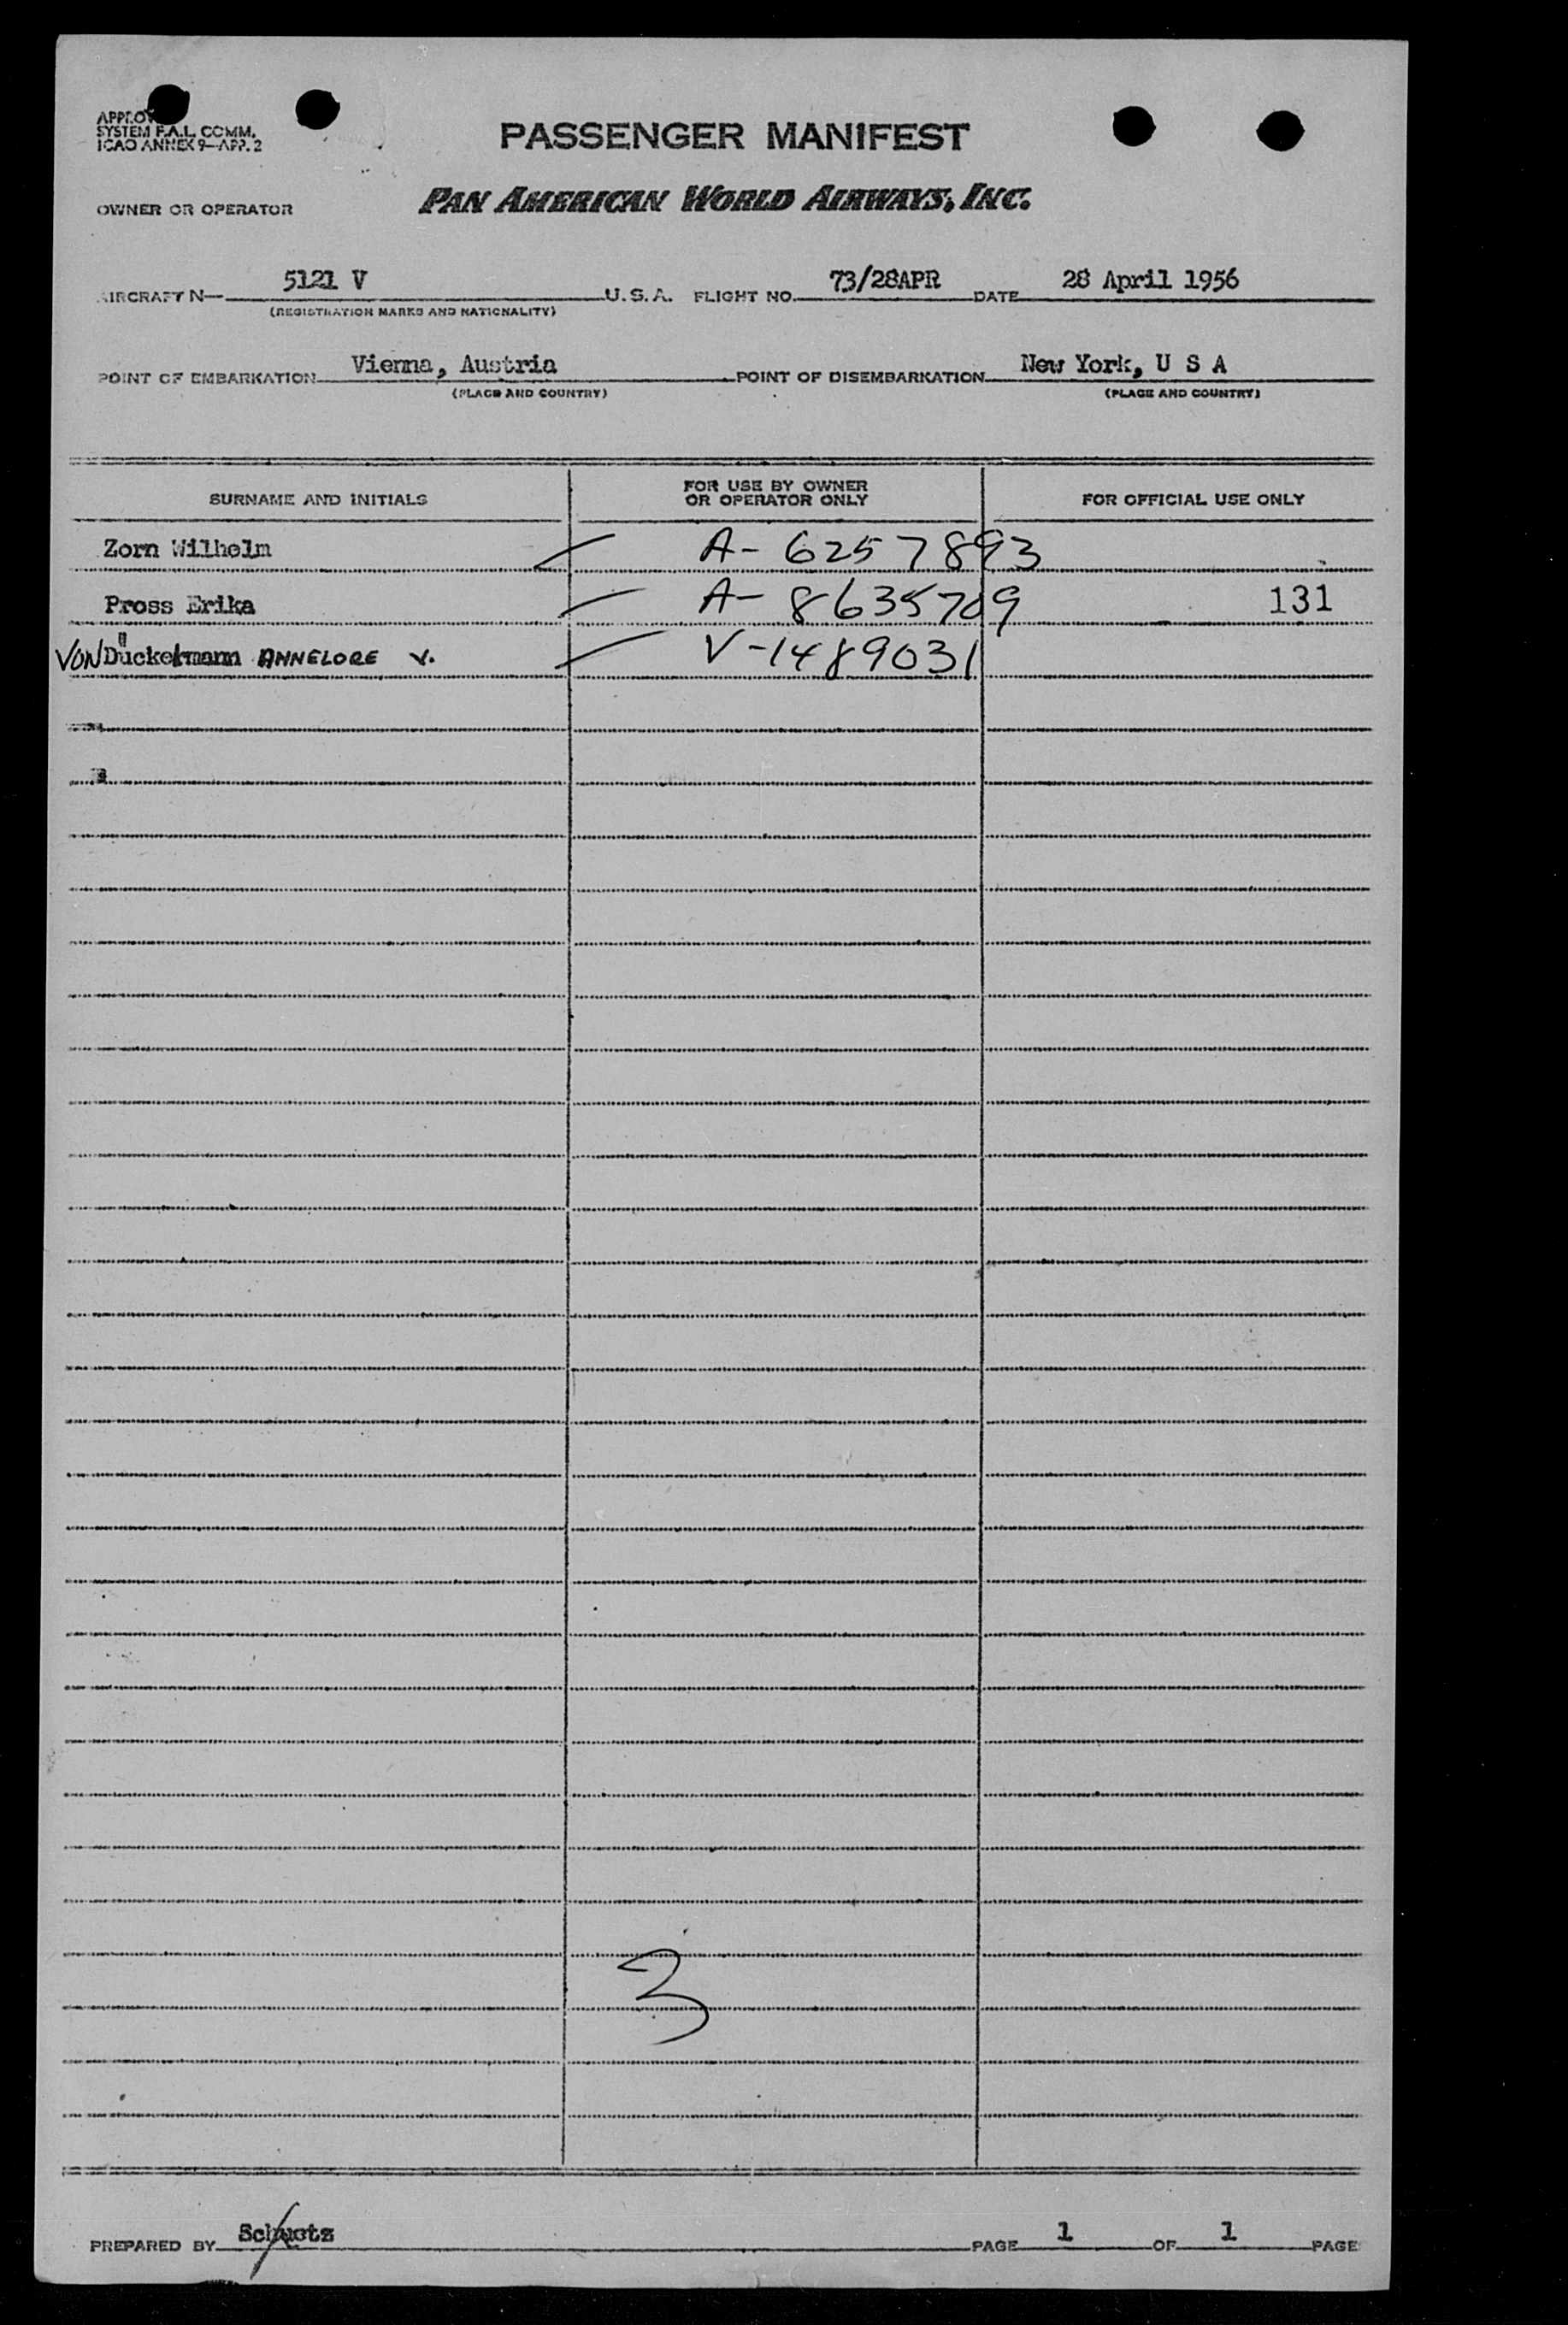 SYSTEM F.A.L. COMM.
ICAO ANNEX 9—APP. 2
PASSENGER MANIFEST
OWNER OR OPERATOR PAN AMERICAN WORLD AIRWAYS, INC.
AIRCRAFT N— 5121 V U.S.A. FLIGHT NO. 73/28APR DATE 28 April 1956
(REGISTRATION MARKS AND NATIONALITY)
POINT OF EMBARKATION Vienna, Austria POINT OF DISEMBARKATION New York, U S A
(PLACE AND COUNTRY) (PLACE AND COUNTRY)
SURNAME AND INITIALS FOR USE BY OWNER OR OPERATOR ONLY FOR OFFICIAL USE ONLY
Zorn Wilhelm A- 6257893
Pross Erika A- 8635709 131
VON Dückelmann ANNELORE V. V-1489031
3
PREPARED BY Schuetz PAGE 1 OF 1 PAGE